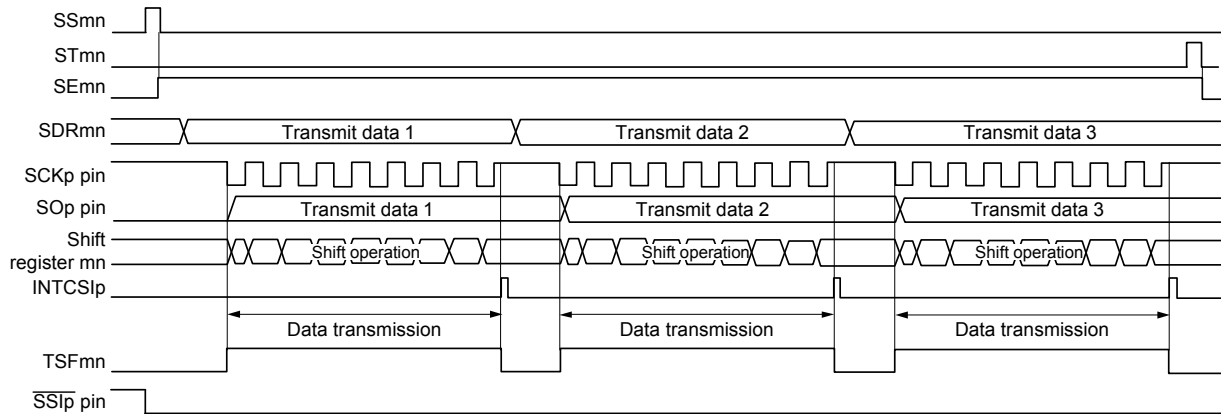 SSmn
STmn
SEmn
SDRmn Transmit data 1 Transmit data 2 Transmit data 3
SCKp pin
SOp pin Transmit data 1 Transmit data 2 Transmit data 3
Shift
register mn Shift operation Shift operation Shift operation
INTCSIp
Data transmission Data transmission Data transmission
TSFmn
SSIp pin